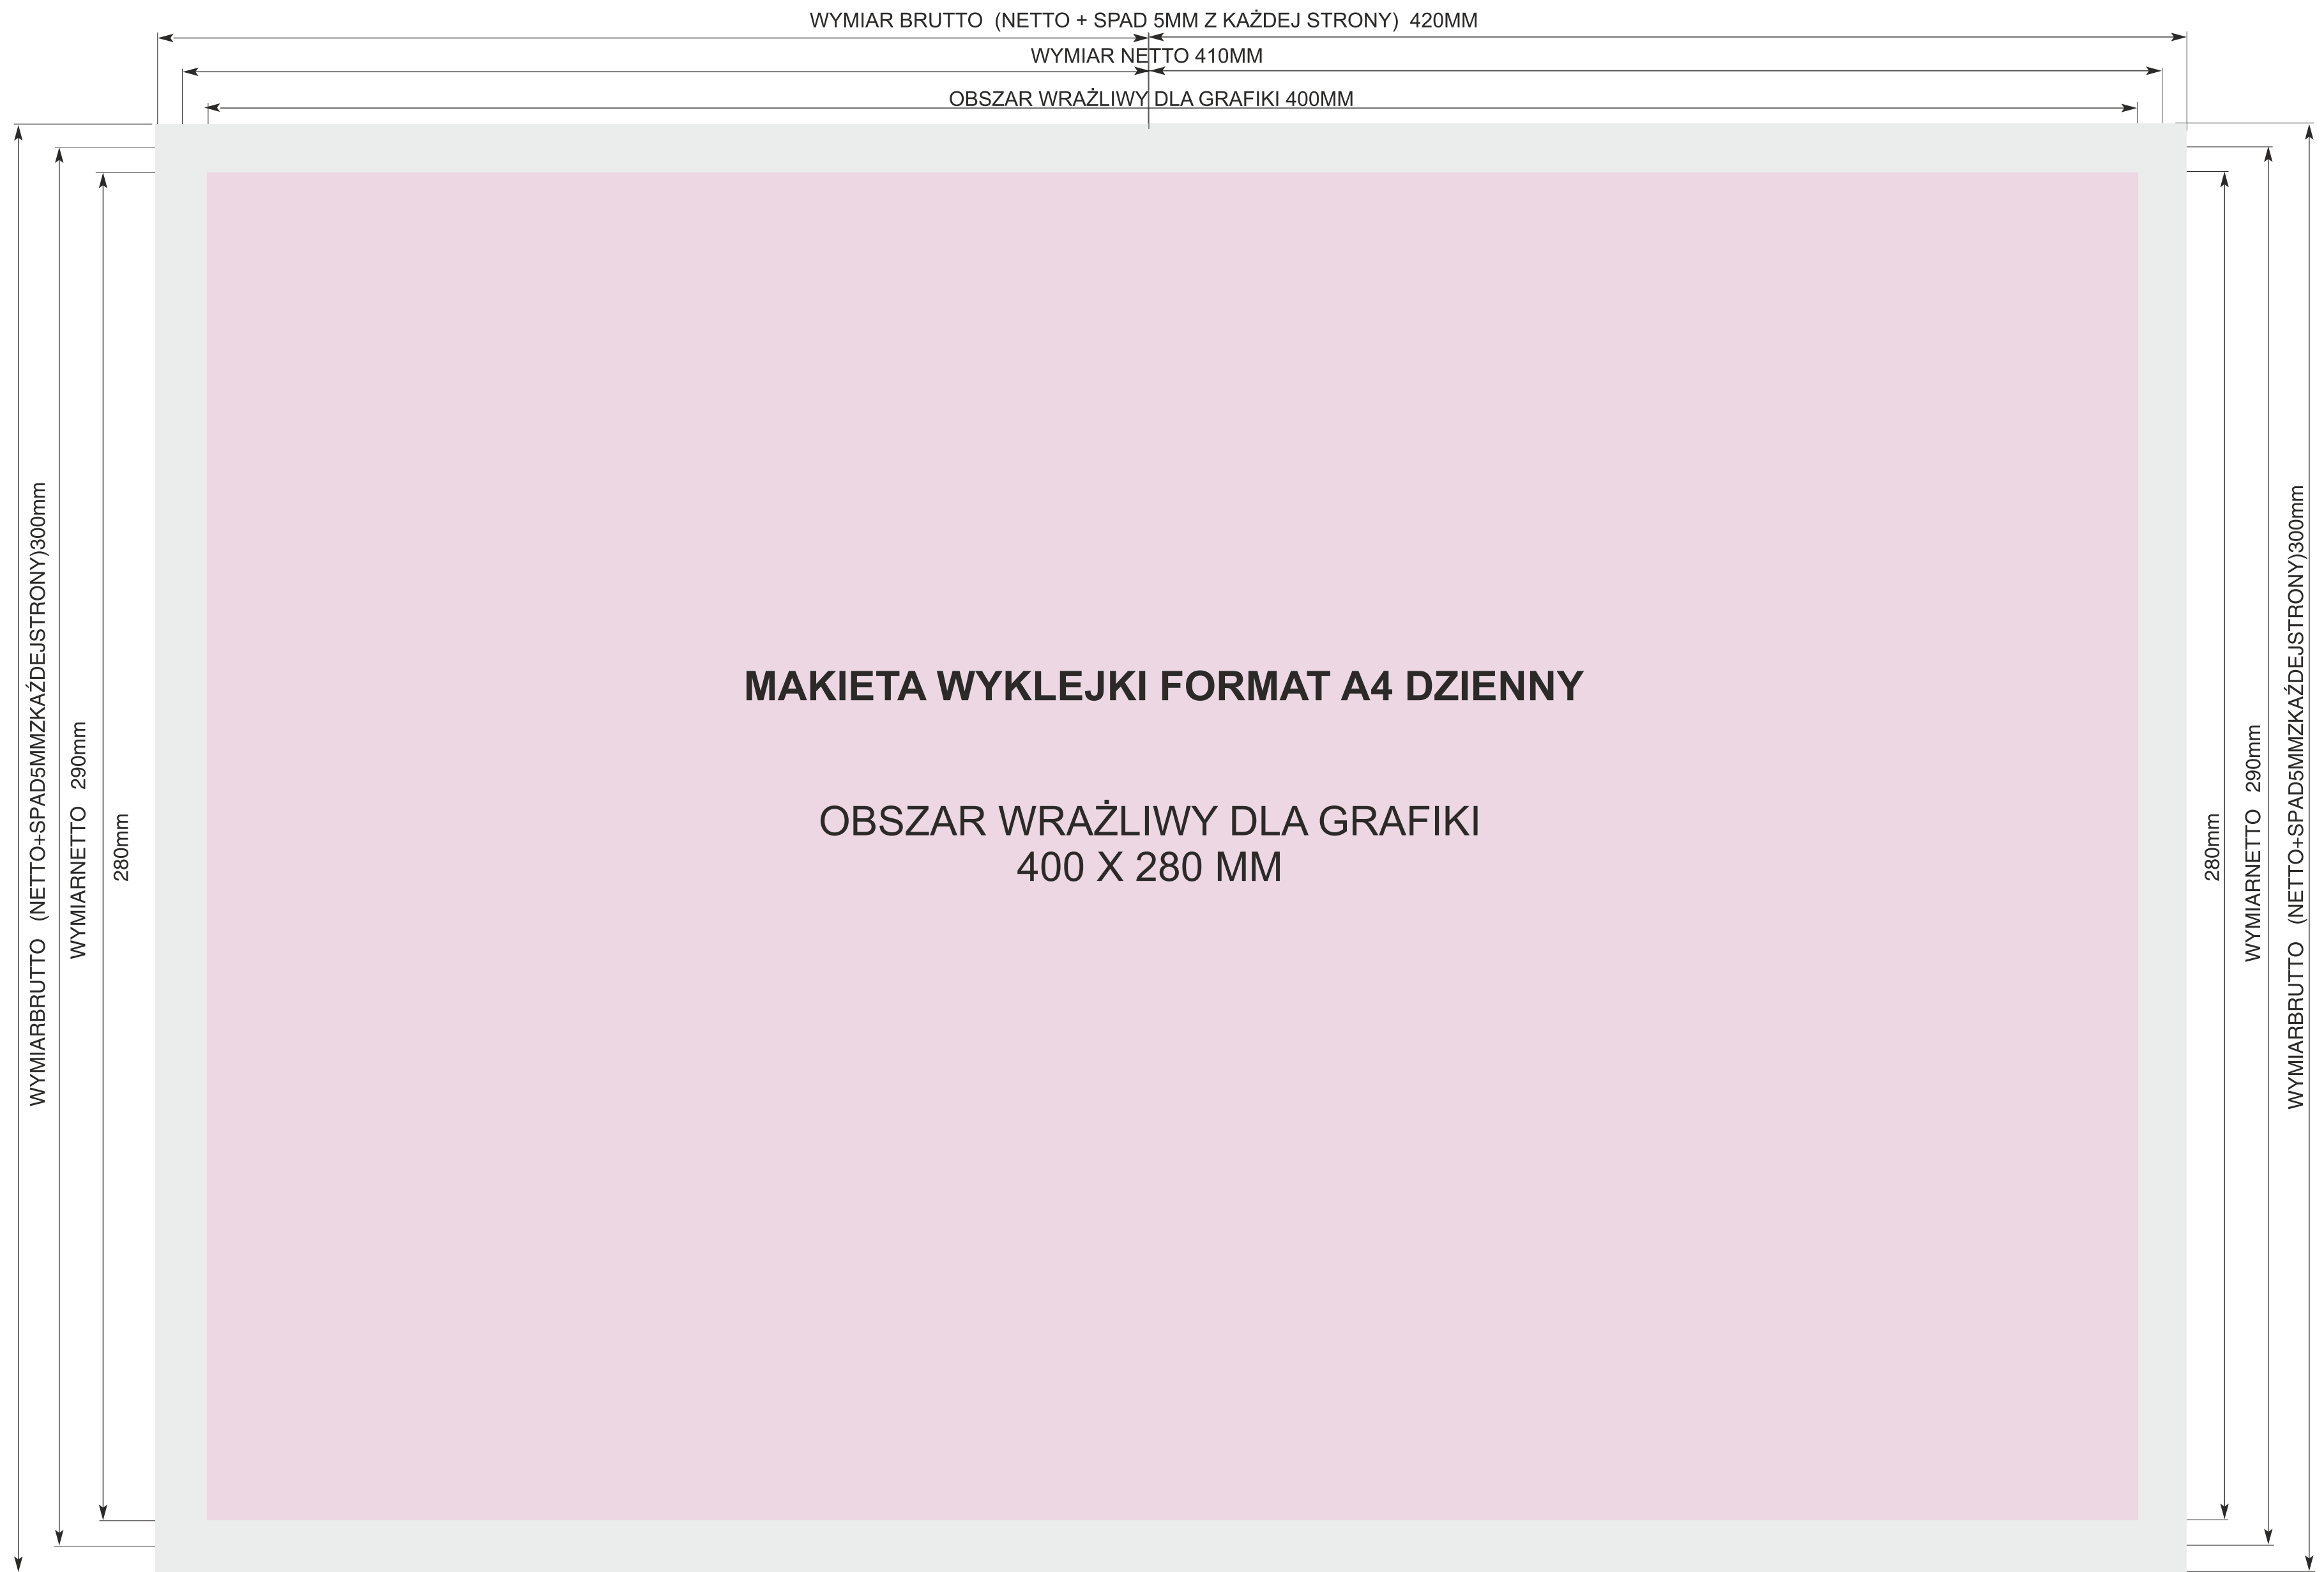 WYMIAR BRUTTO (NETTO + SPAD 5MM Z KAŻDEJ STRONY) 420MM
WYMIAR NETTO 410MM
OBSZAR WRAŻLIWY DLA GRAFIKI 400MM
WYMIARBRUTTO (NETTO+SPAD5MMZKAŹDEJSTRONY)300mm
WYMIARNETTO 290mm
280mm
MAKIETA WYKLEJKI FORMAT A4 DZIENNY
OBSZAR WRAŻLIWY DLA GRAFIKI
400 X 280 MM
280mm
WYMIARNETTO 290mm
WYMIARBRUTTO (NETTO+SPAD5MMZKAŹDEJSTRONY)300mm